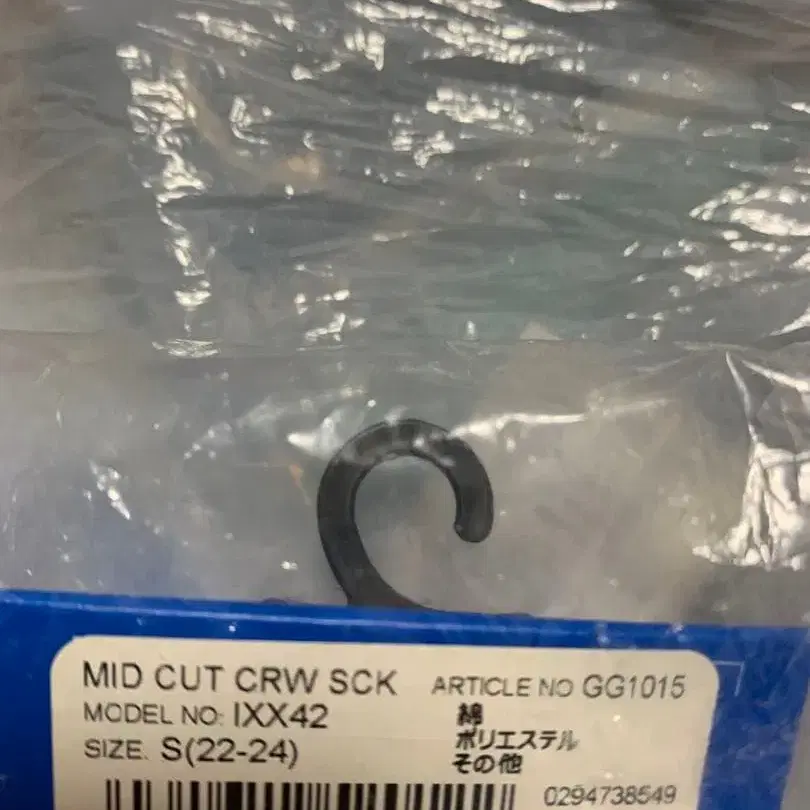 MID CUT CRW SCK ARTICLE NO GG1015
MODEL NO: IXX42 綿
ポリエステル
SIZE. S(22-24) その他
0294738549